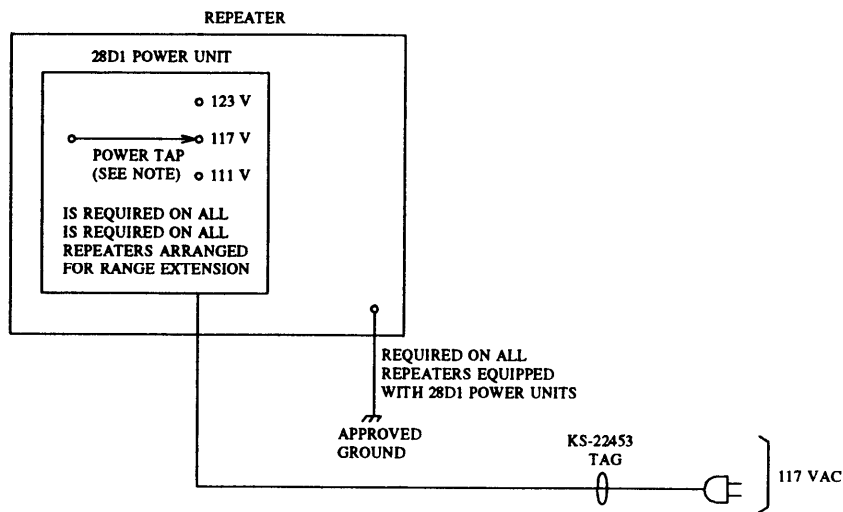 REPEATER
28D1 POWER UNIT
123 V
117 V
POWER TAP
(SEE NOTE)
111 V
IS REQUIRED ON ALL
IS REQUIRED ON ALL
REPEATERS ARRANGED
FOR RANGE EXTENSION
REQUIRED ON ALL
REPEATERS EQUIPPED
WITH 28D1 POWER UNITS
APPROVED
GROUND
KS-22453
TAG
117 VAC